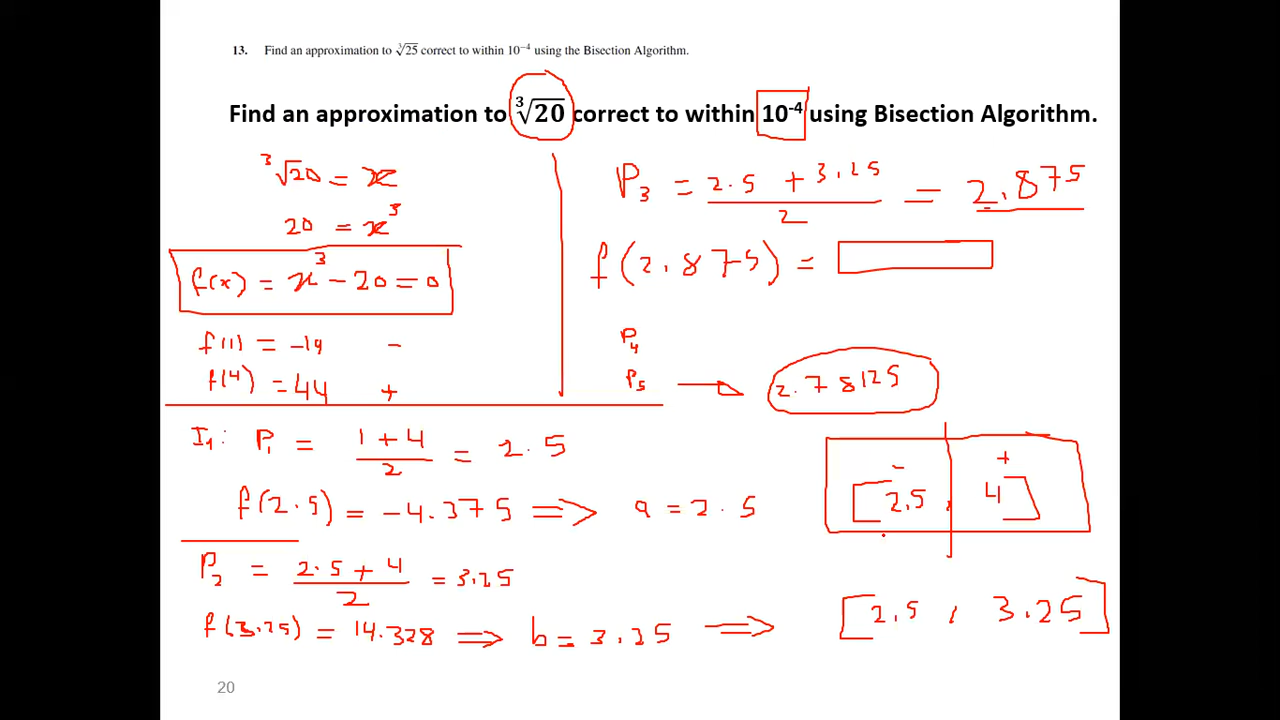 13. Find an approximation to ∛25 correct to within 10⁻⁴ using the Bisection Algorithm.
Find an approximation to ∛20 correct to within 10⁻⁴ using Bisection Algorithm.
∛20 = x
20 = x³
f(x) = x³ - 20 = 0
f(1) = -19 -
f(4) = 44 +
I₁: P₁ = (1 + 4)/2 = 2.5
f(2.5) = -4.375 ⟹ a = 2.5
P₂ = (2.5 + 4)/2 = 3.25
f(3.25) = 14.328 ⟹ b = 3.25 ⟹ [2.5, 3.25]
P₃ = (2.5 + 3.25)/2 = 2.875
f(2.875) =
P₄
P₅ → 2.78125
- +
[2.5, 4]
20